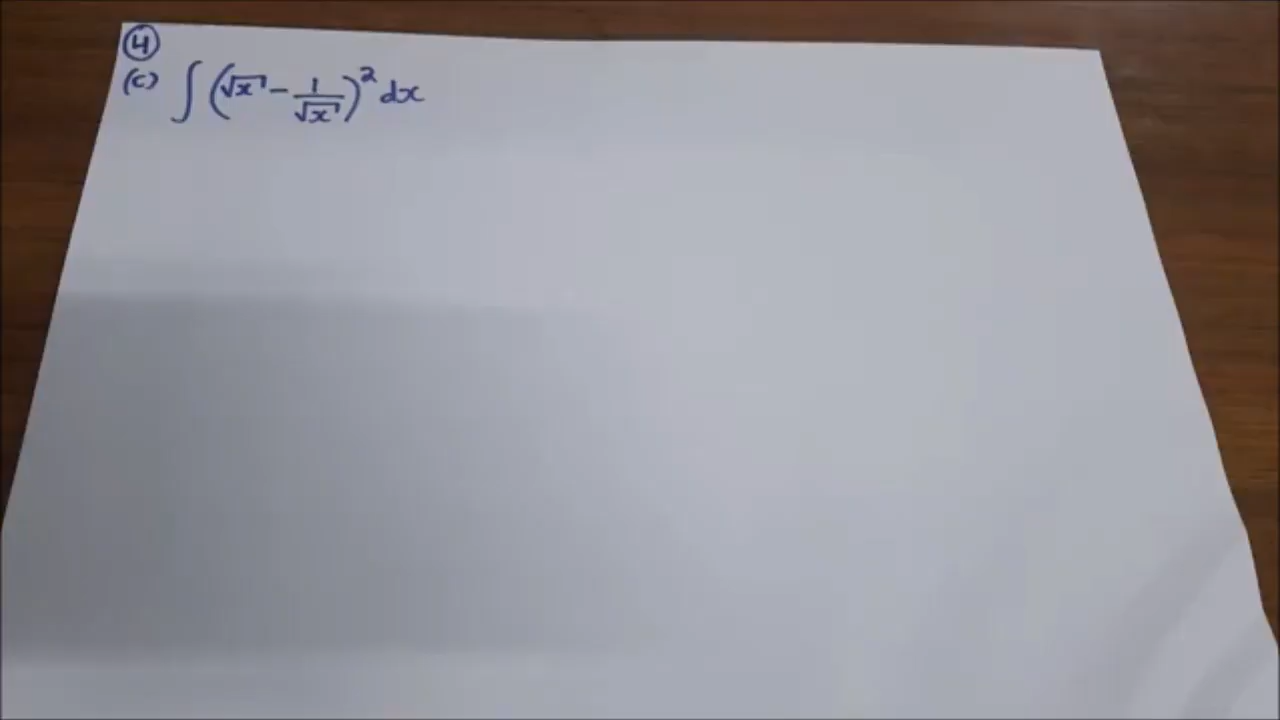 ④
(c) ∫ (√x - 1/√x)² dx